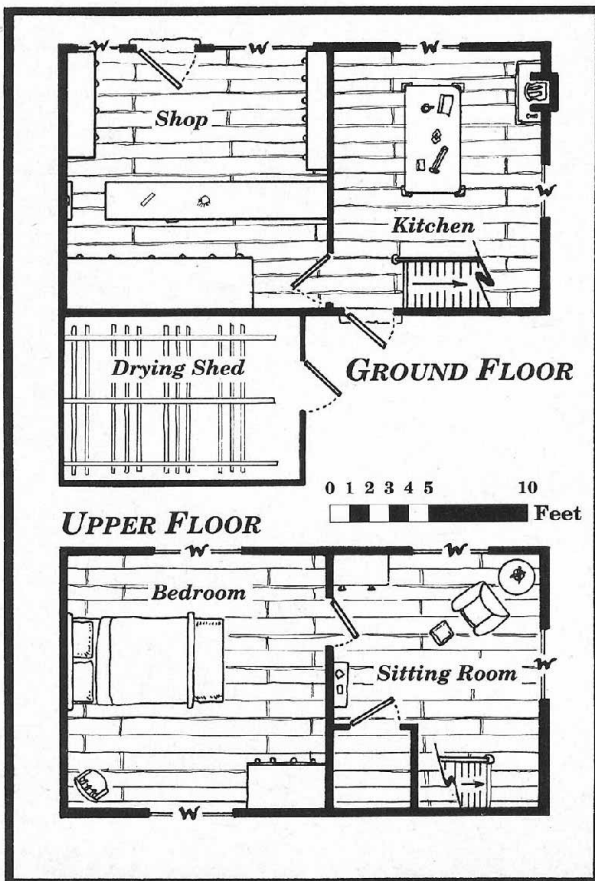 W W W
Shop
W
Kitchen
Drying Shed
GROUND FLOOR
0 1 2 3 4 5 10
Feet
UPPER FLOOR
W W
Bedroom
Sitting Room
W
W